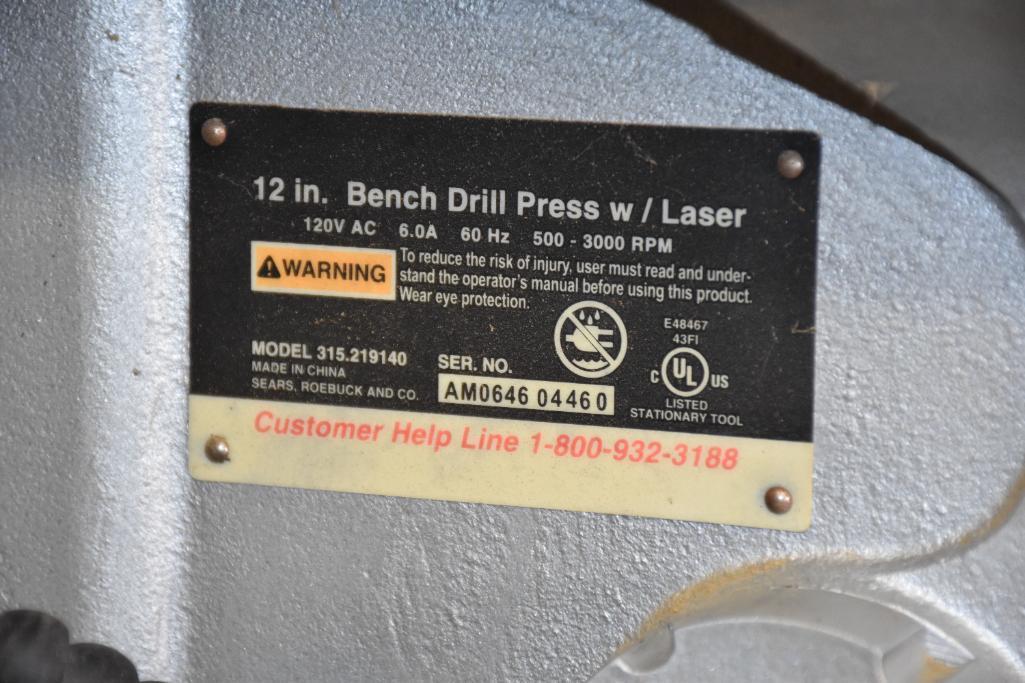 12 in. Bench Drill Press w / Laser
120V AC 6.0A 60 Hz 500 - 3000 RPM
WARNING
To reduce the risk of injury, user must read and under-
stand the operator's manual before using this product.
Wear eye protection.
MODEL 315.219140
MADE IN CHINA
SEARS, ROEBUCK AND CO.
SER. NO.
AM0646 04460
E48467
43FI
C UL US
LISTED
STATIONARY TOOL
Customer Help Line 1-800-932-3188